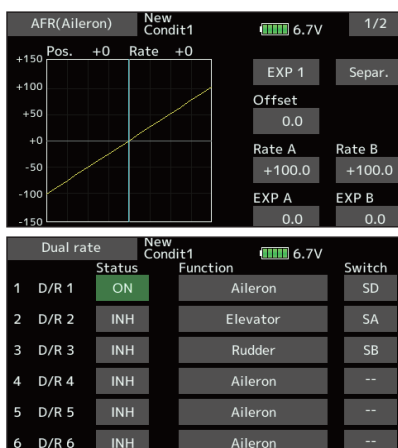 AFR(Aileron)
New
Condit1
6.7V
1/2
Pos. +0 Rate +0
+150
+100
+50
+0
-50
-100
-150
EXP 1 Separ.
Offset
0.0
Rate A Rate B
+100.0 +100.0
EXP A EXP B
0.0 0.0
Dual rate
New
Condit1
6.7V
Status Function Switch
1 D/R 1 ON Aileron SD
2 D/R 2 INH Elevator SA
3 D/R 3 INH Rudder SB
4 D/R 4 INH Aileron --
5 D/R 5 INH Aileron --
6 D/R 6 INH Aileron --